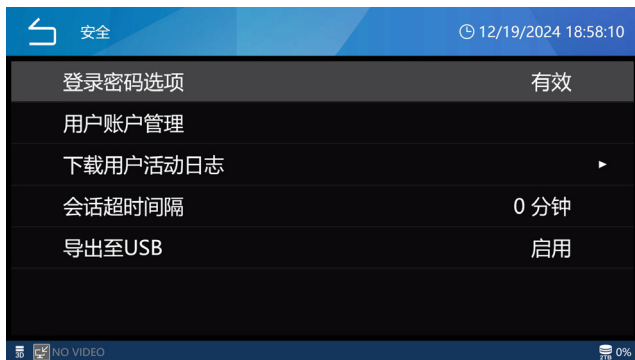 安全 12/19/2024 18:58:10
登录密码选项 有效
用户账户管理
下载用户活动日志
会话超时间隔 0 分钟
导出至USB 启用
3D NO VIDEO 2TB 0%